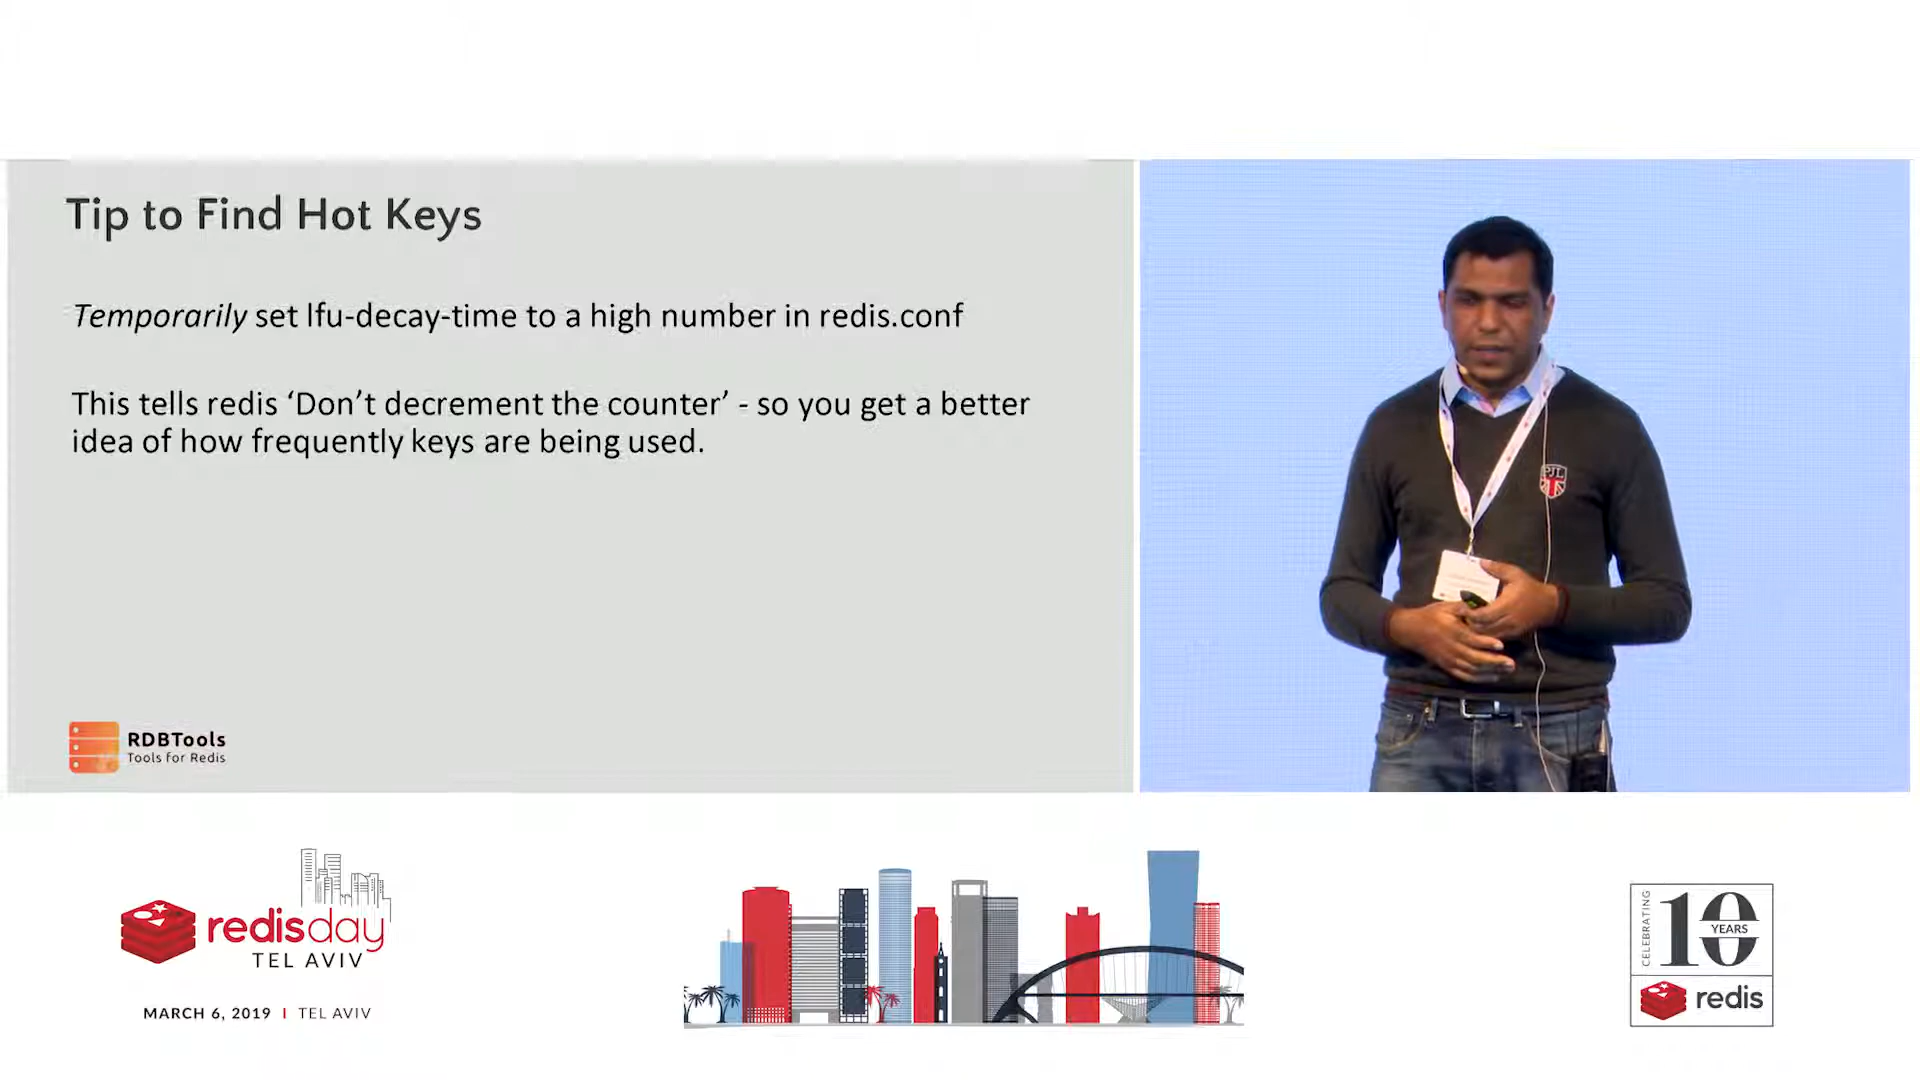 Tip to Find Hot Keys
Temporarily set lfu-decay-time to a high number in redis.conf
This tells redis ‘Don’t decrement the counter’ - so you get a better
idea of how frequently keys are being used.
RDBTools
Tools for Redis
PJL
redisday
TEL AVIV
MARCH 6, 2019 | TEL AVIV
CELEBRATING
10
YEARS
redis